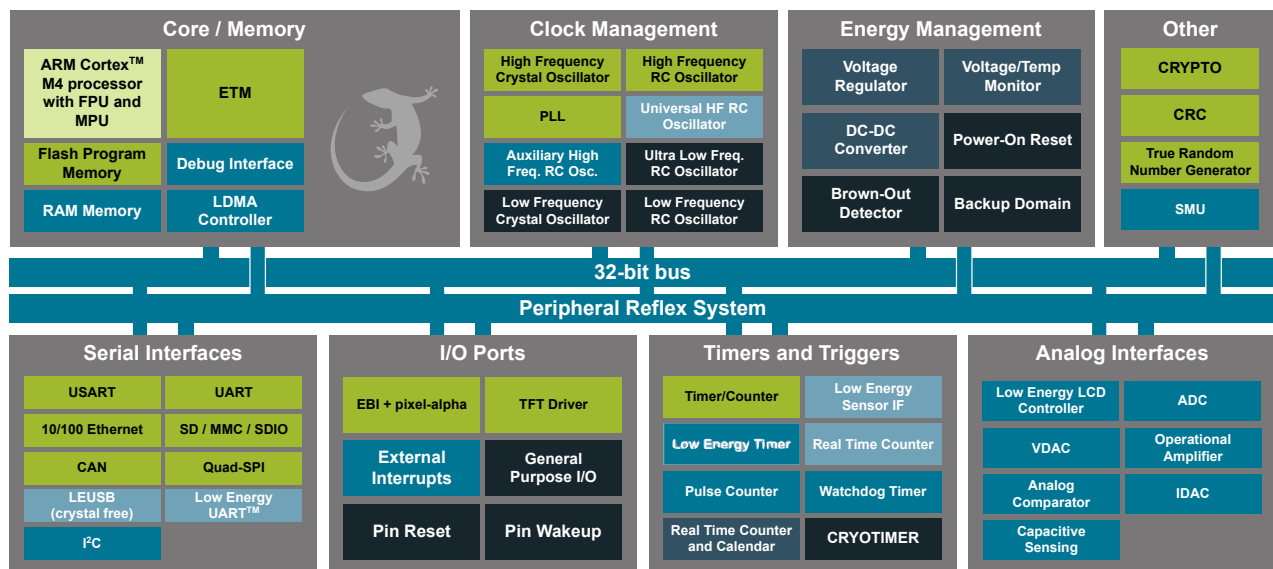 Core / Memory
ARM Cortex™
M4 processor
with FPU and
MPU
ETM
Flash Program
Memory
Debug Interface
RAM Memory
LDMA
Controller
Clock Management
High Frequency
Crystal Oscillator
High Frequency
RC Oscillator
PLL
Universal HF RC
Oscillator
Auxiliary High
Freq. RC Osc.
Ultra Low Freq.
RC Oscillator
Low Frequency
Crystal Oscillator
Low Frequency
RC Oscillator
Energy Management
Voltage
Regulator
Voltage/Temp
Monitor
DC-DC
Converter
Power-On Reset
Brown-Out
Detector
Backup Domain
Other
CRYPTO
CRC
True Random
Number Generator
SMU
32-bit bus
Peripheral Reflex System
Serial Interfaces
USART
UART
10/100 Ethernet
SD / MMC / SDIO
CAN
Quad-SPI
LEUSB
(crystal free)
Low Energy
UART™
I²C
I/O Ports
EBI + pixel-alpha
TFT Driver
External
Interrupts
General
Purpose I/O
Pin Reset
Pin Wakeup
Timers and Triggers
Timer/Counter
Low Energy
Sensor IF
Low Energy Timer
Real Time Counter
Pulse Counter
Watchdog Timer
Real Time Counter
and Calendar
CRYOTIMER
Analog Interfaces
Low Energy LCD
Controller
ADC
VDAC
Operational
Amplifier
Analog
Comparator
IDAC
Capacitive
Sensing